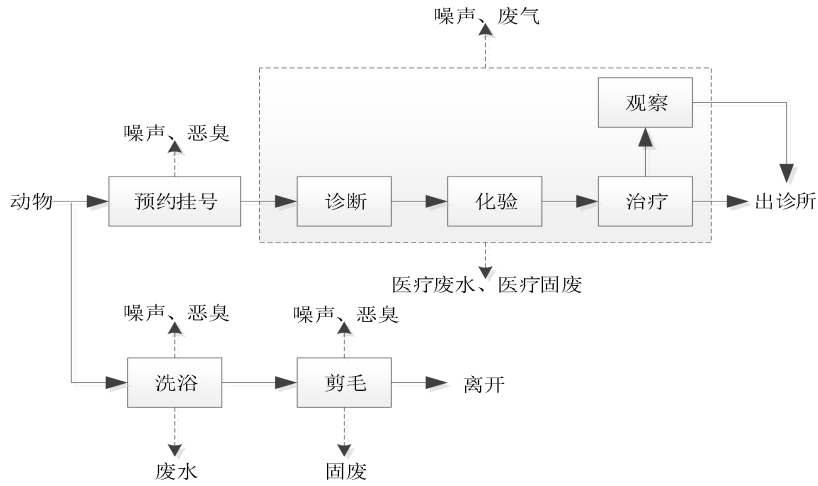 噪声、废气
观察
噪声、恶臭
动物
预约挂号
诊断
化验
治疗
出诊所
医疗废水、医疗固废
噪声、恶臭
噪声、恶臭
洗浴
剪毛
离开
废水
固废